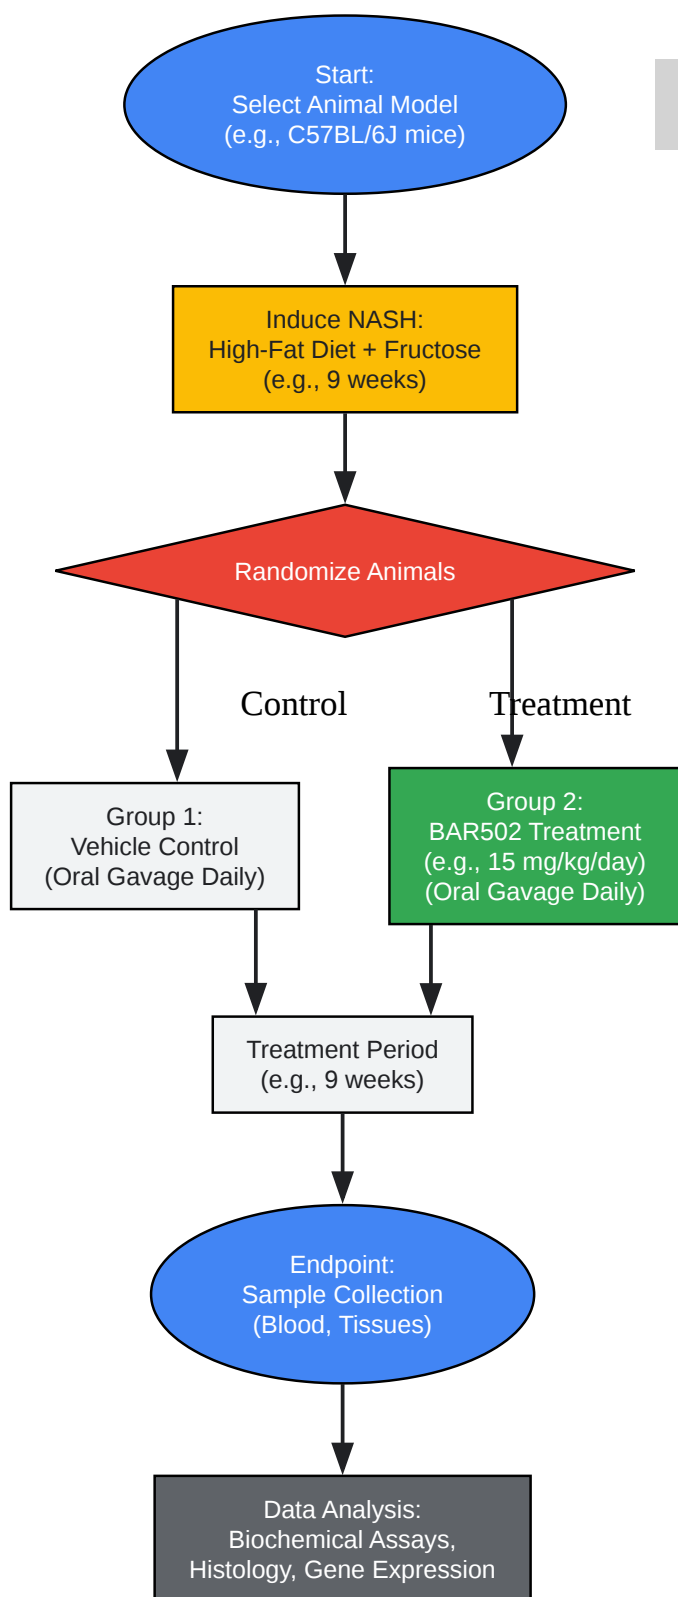 Start:
Select Animal Model
(e.g., C57BL/6J mice)
Induce NASH:
High-Fat Diet + Fructose
(e.g., 9 weeks)
Randomize Animals
Control
Treatment
Group 1:
Vehicle Control
(Oral Gavage Daily)
Group 2:
BAR502 Treatment
(e.g., 15 mg/kg/day)
(Oral Gavage Daily)
Treatment Period
(e.g., 9 weeks)
Endpoint:
Sample Collection
(Blood, Tissues)
Data Analysis:
Biochemical Assays,
Histology, Gene Expression